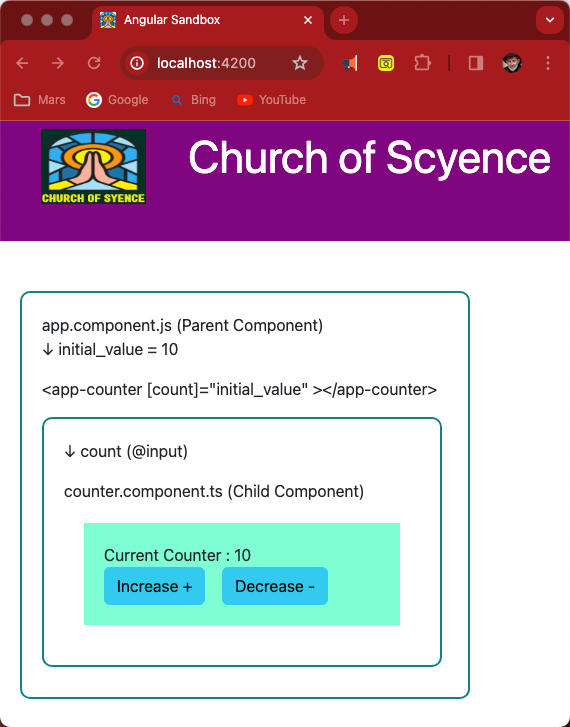 Angular Sandbox
localhost:4200
Mars Google Bing YouTube
CHURCH OF SYENCE
Church of Scyence
app.component.js (Parent Component)
↓ initial_value = 10
<app-counter [count]="initial_value" ></app-counter>
↓ count (@input)
counter.component.ts (Child Component)
Current Counter : 10
Increase + Decrease -